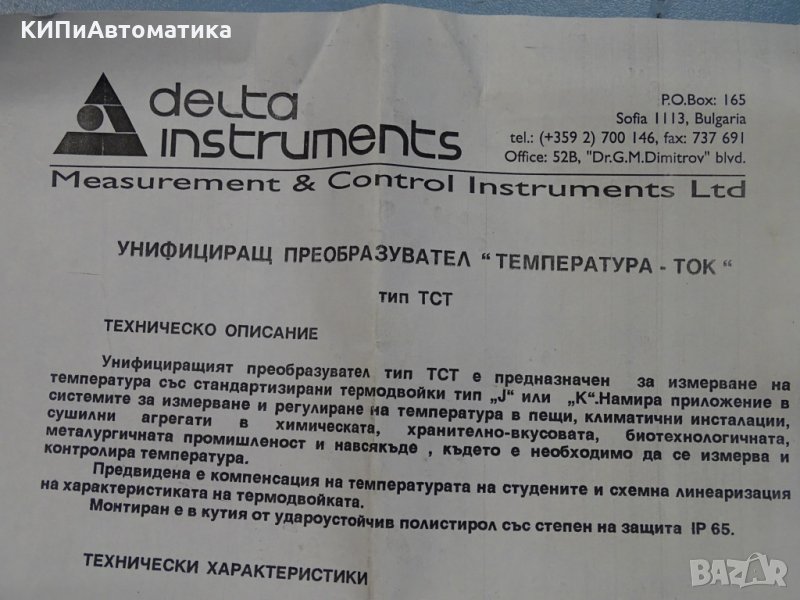 КИПиАвтоматика
delta
instruments
P.O.Box: 165
Sofia 1113, Bulgaria
tel.: (+359 2) 700 146, fax: 737 691
Office: 52B, "Dr.G.M.Dimitrov" blvd.
Measurement & Control Instruments Ltd
УНИФИЦИРАЩ ПРЕОБРАЗУВАТЕЛ “ ТЕМПЕРАТУРА - ТОК “
тип ТСТ
ТЕХНИЧЕСКО ОПИСАНИЕ
Унифициращият преобразувател тип ТСТ е предназначен за измерване на
температура със стандартизирани термодвойки тип „J“ или „K“.Намира приложение в
системите за измерване и регулиране на температура в пещи, климатични инсталации,
сушилни агрегати в химическата, хранително-вкусовата, биотехнологичната,
металургичната промишленост и навсякъде , където е необходимо да се измерва и
контролира температура.
Предвидена е компенсация на температурата на студените и схемна линеаризация
на характеристиката на термодвойката.
Монтиран е в кутия от удароустойчив полистирол със степен на защита IP 65.
ТЕХНИЧЕСКИ ХАРАКТЕРИСТИКИ
BAZAR